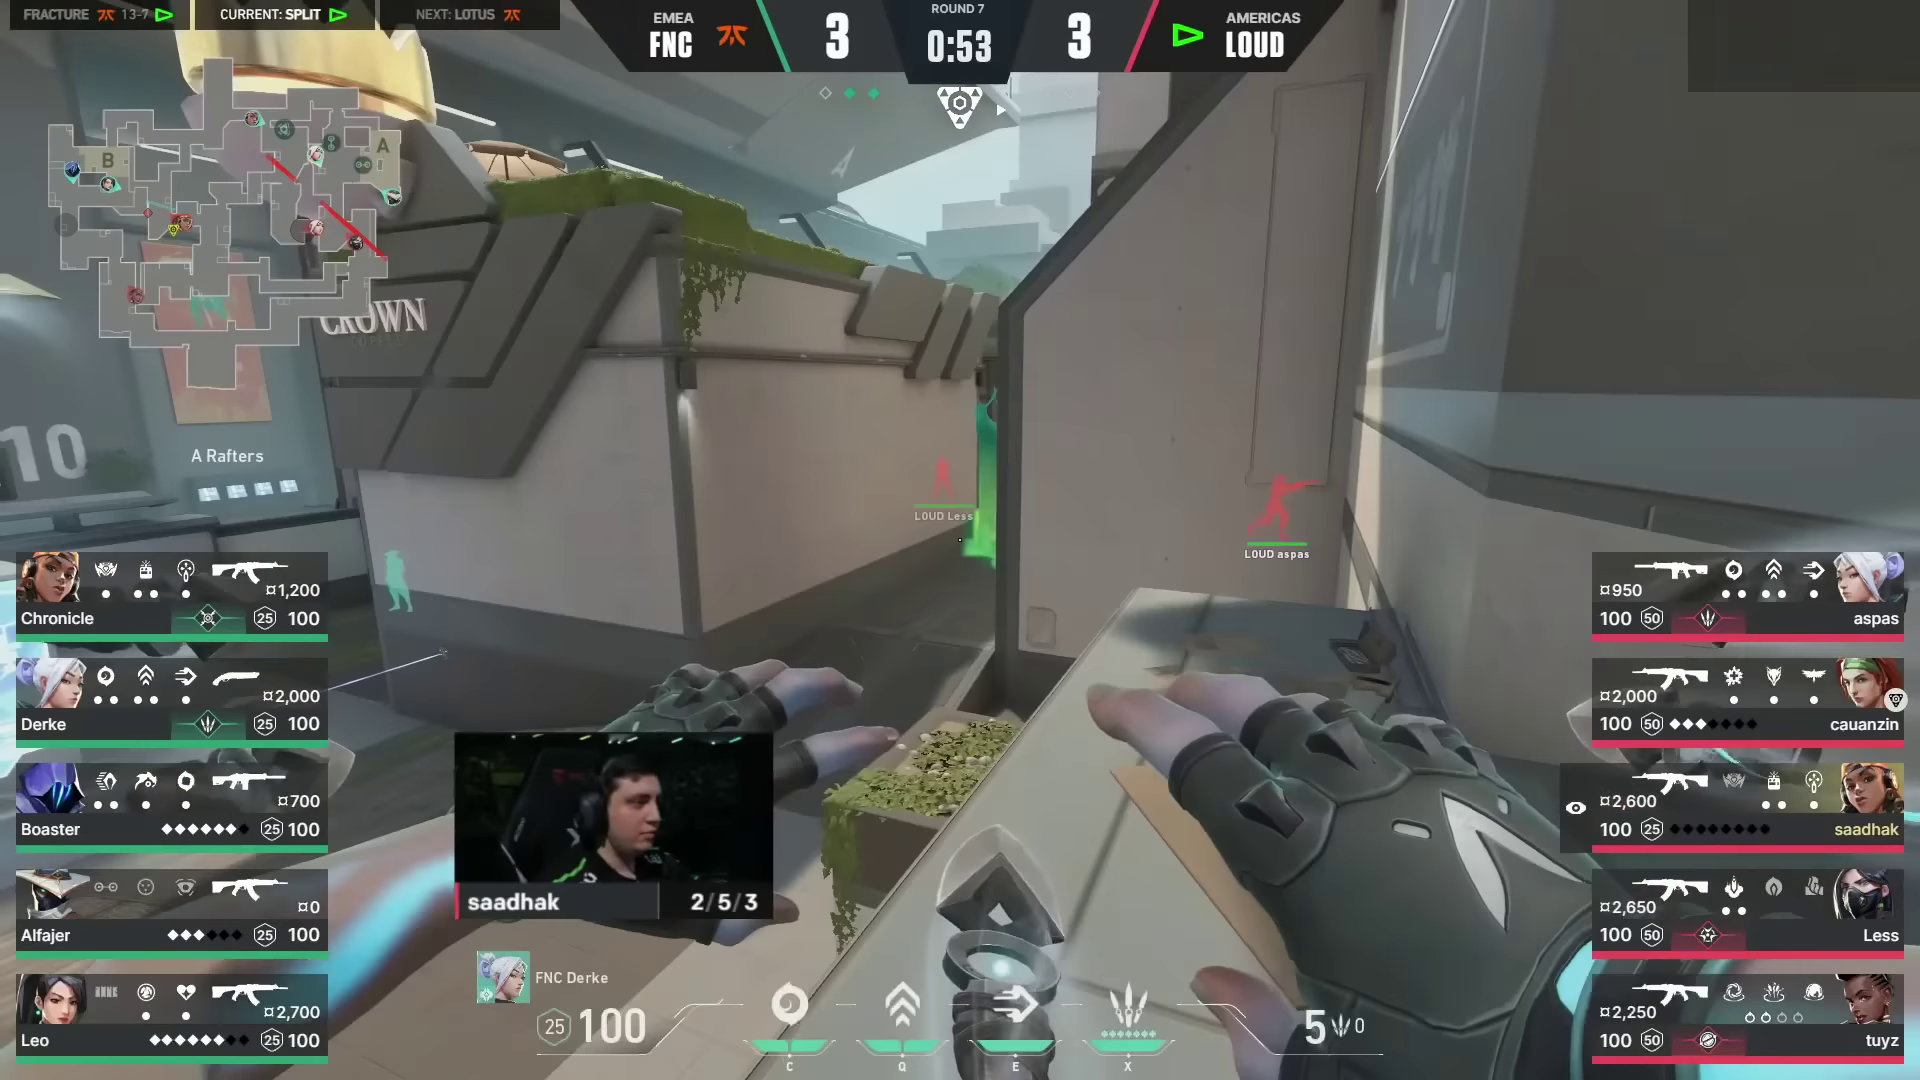 FRACTURE 13-7
CURRENT: SPLIT
NEXT: LOTUS
EMEA
FNC
3
ROUND 7
0:53
3
AMERICAS
LOUD
B
A
CROWN
10
A Rafters
LOUD Less
LOUD aspas
1,200
Chronicle 25 100
2,000
Derke 25 100
700
Boaster 25 100
0
Alfajer 25 100
2,700
Leo 25 100
950
100 50 aspas
2,000
100 50 cauanzin
2,600
100 25 saadhak
2,650
100 50 Less
2,250
100 50 tuyz
saadhak 2/5/3
FNC Derke
25 100
5 0
C Q E X